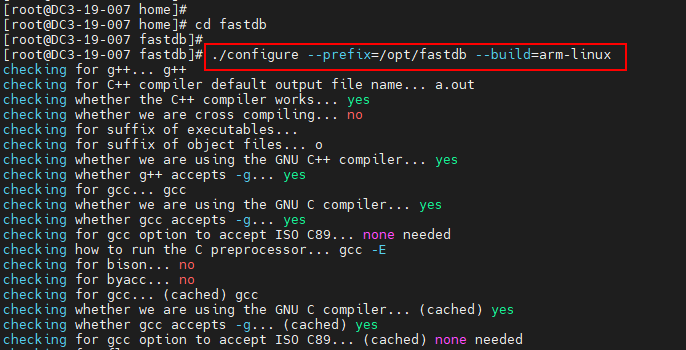 [root@DC3-19-007 home]#
[root@DC3-19-007 home]# cd fastdb
[root@DC3-19-007 fastdb]#
[root@DC3-19-007 fastdb]# ./configure --prefix=/opt/fastdb --build=arm-linux
checking for g++... g++
checking for C++ compiler default output file name... a.out
checking whether the C++ compiler works... yes
checking whether we are cross compiling... no
checking for suffix of executables...
checking for suffix of object files... o
checking whether we are using the GNU C++ compiler... yes
checking whether g++ accepts -g... yes
checking for gcc... gcc
checking whether we are using the GNU C compiler... yes
checking whether gcc accepts -g... yes
checking for gcc option to accept ISO C89... none needed
checking how to run the C preprocessor... gcc -E
checking for bison... no
checking for byacc... no
checking for gcc... (cached) gcc
checking whether we are using the GNU C compiler... (cached) yes
checking whether gcc accepts -g... (cached) yes
checking for gcc option to accept ISO C89... (cached) none needed